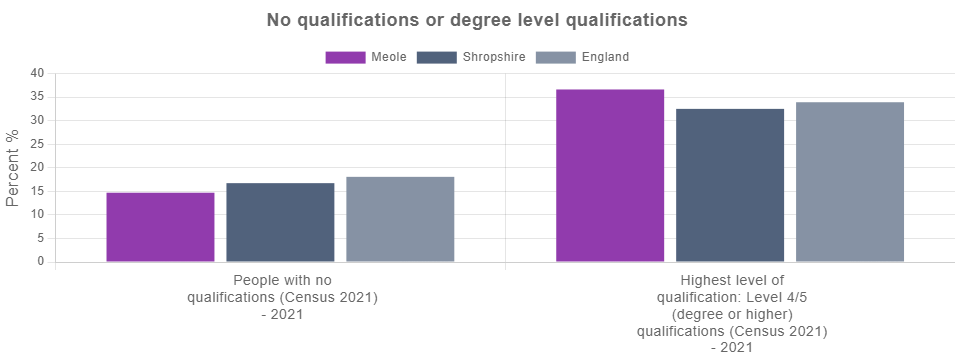 No qualifications or degree level qualifications
Meole Shropshire England
Percent %
40
35
30
25
20
15
10
5
0
People with no
qualifications (Census 2021)
- 2021
Highest level of
qualification: Level 4/5
(degree or higher)
qualifications (Census 2021)
- 2021